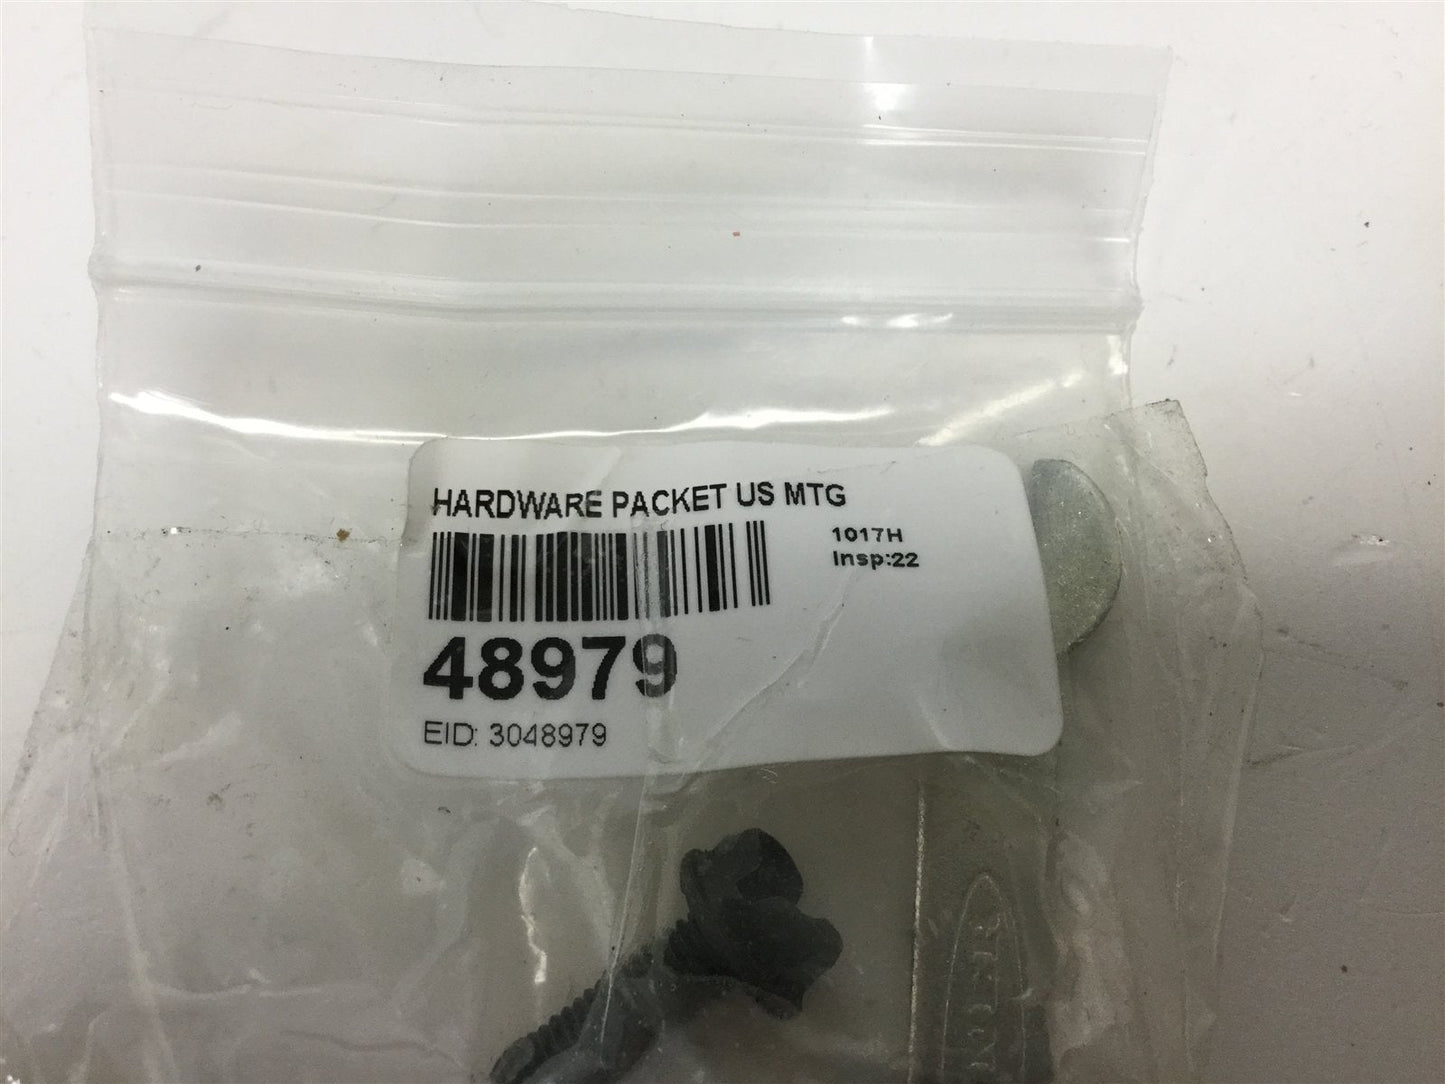 HARDWARE PACKET US MTG
1017H
Insp:22
48979
EID: 3048979